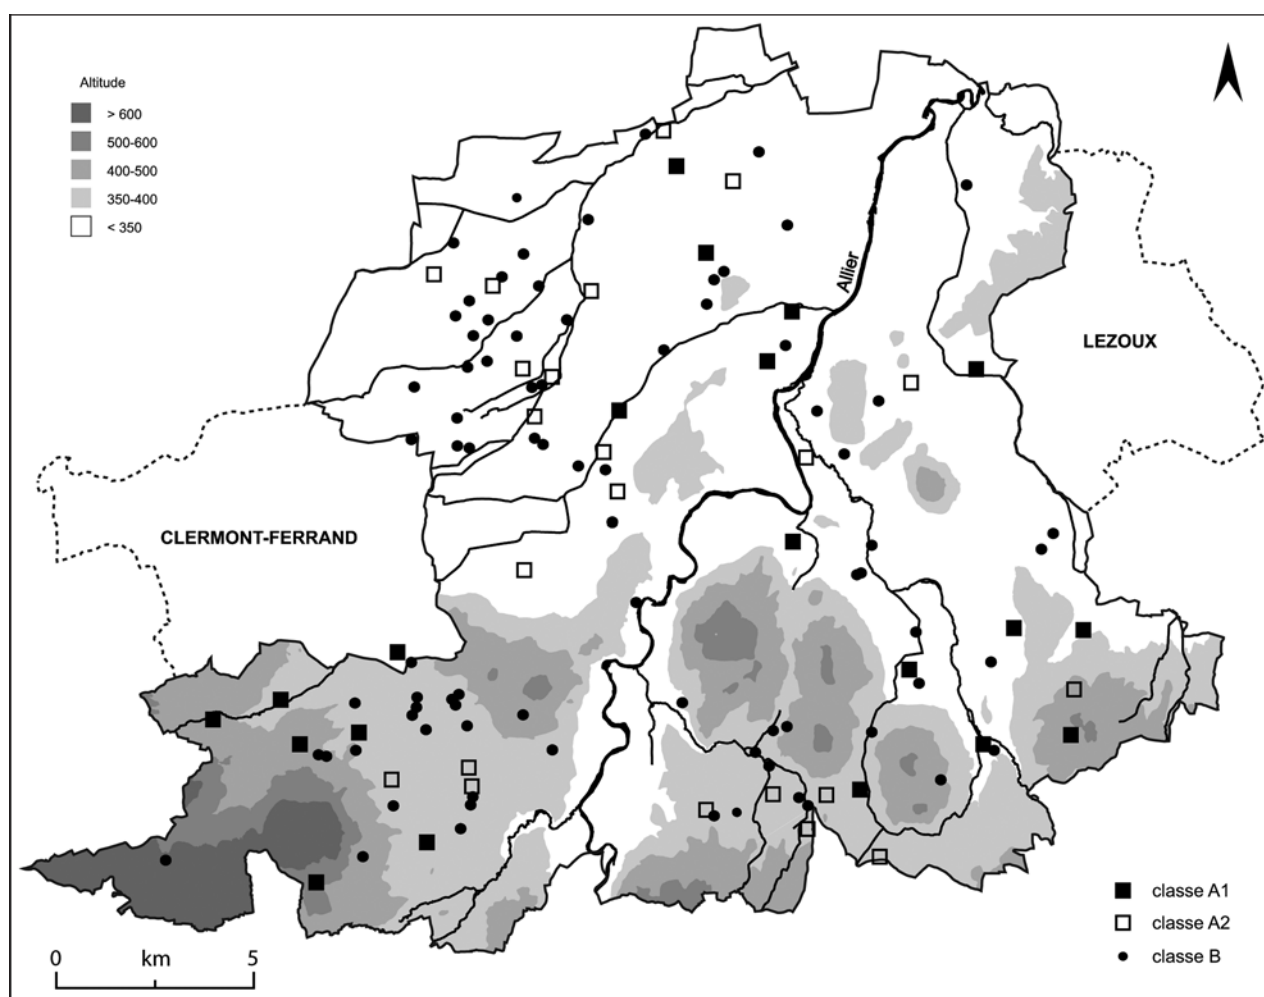 Altitude
> 600
500-600
400-500
350-400
< 350
Allier
LEZOUX
CLERMONT-FERRAND
classe A1
classe A2
classe B
0 km 5